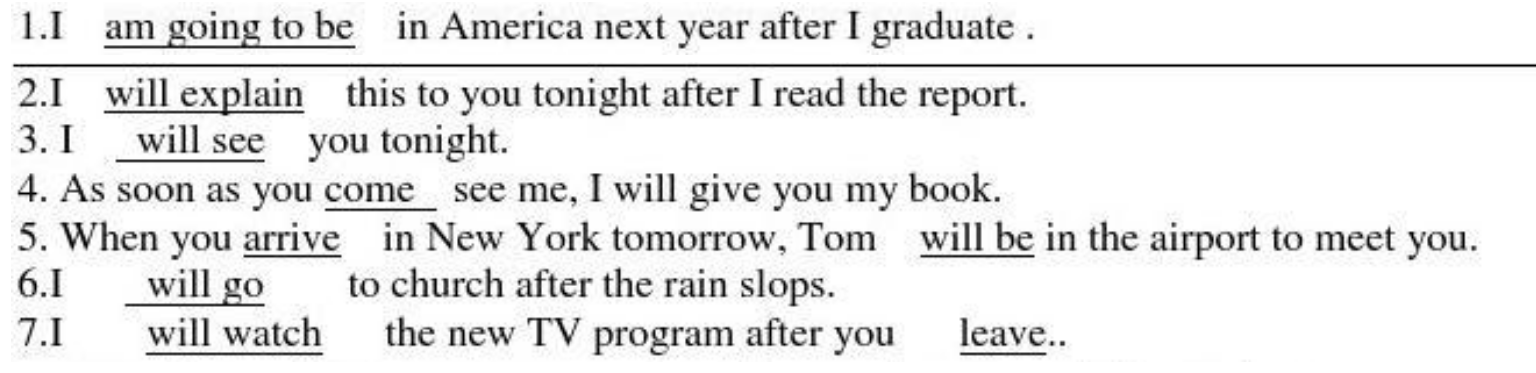 1.I am going to be in America next year after I graduate .
2.I will explain this to you tonight after I read the report.
3. I will see you tonight.
4. As soon as you come see me, I will give you my book.
5. When you arrive in New York tomorrow, Tom will be in the airport to meet you.
6.I will go to church after the rain slops.
7.I will watch the new TV program after you leave..